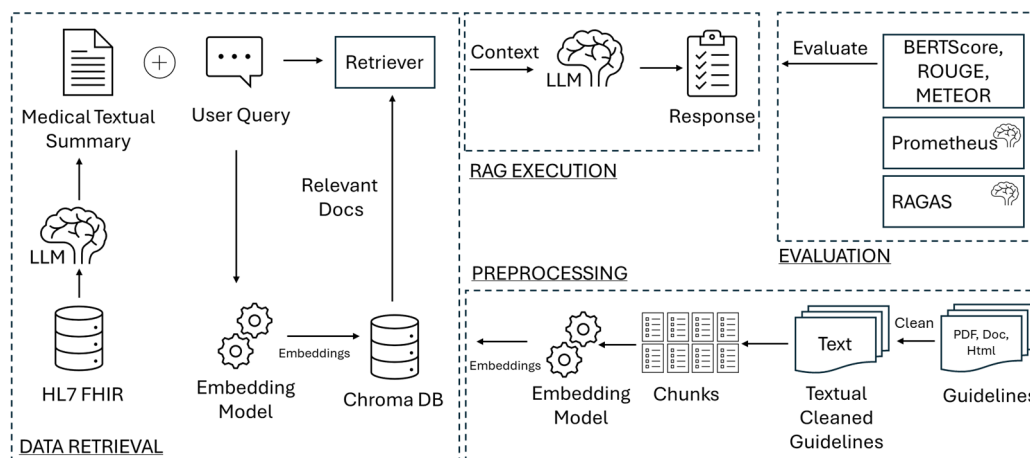 Medical Textual
Summary
User Query
Retriever
Relevant
Docs
LLM
HL7 FHIR
Embedding
Model
Embeddings
Chroma DB
DATA RETRIEVAL
Context
LLM
Response
RAG EXECUTION
Evaluate
BERTScore,
ROUGE,
METEOR
Prometheus
RAGAS
EVALUATION
PREPROCESSING
Embeddings
Embedding
Model
Chunks
Text
Textual
Cleaned
Guidelines
Clean
PDF, Doc,
Html
Guidelines